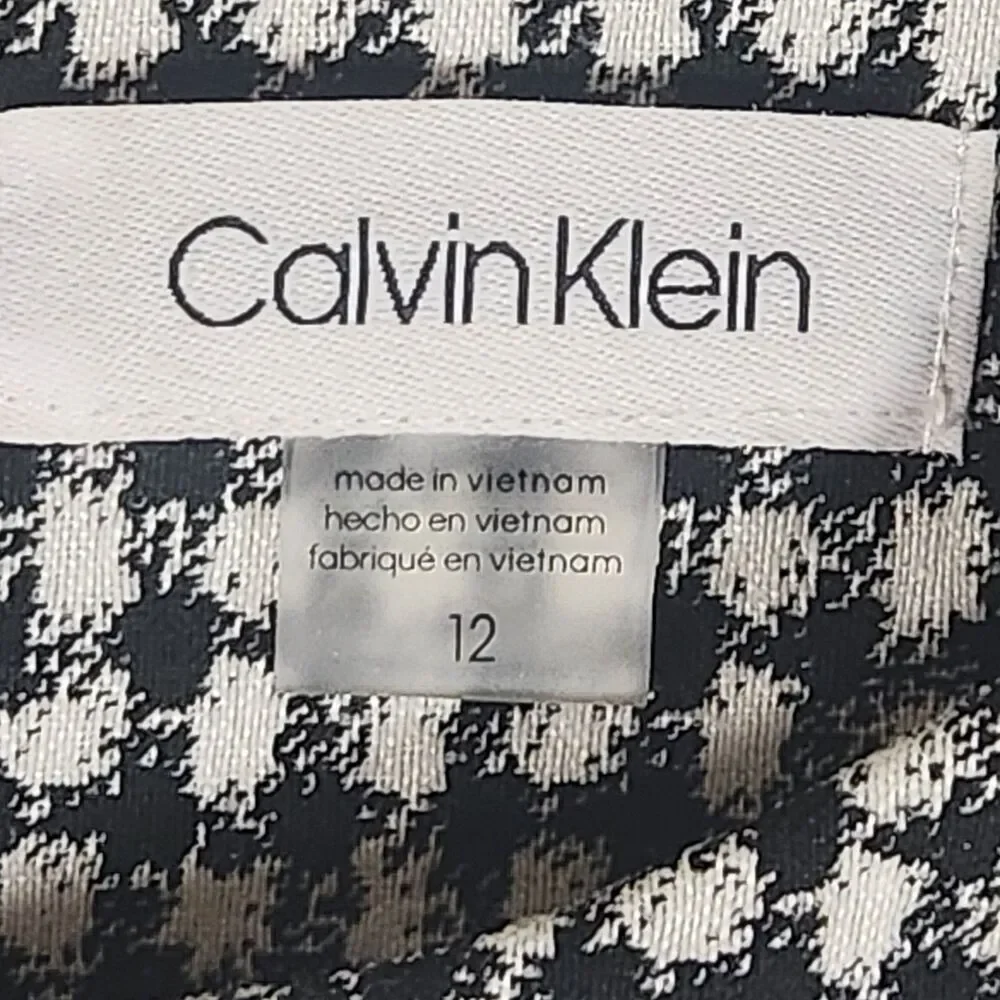 Calvin Klein
made in vietnam
hecho en vietnam
fabriqué en vietnam
12